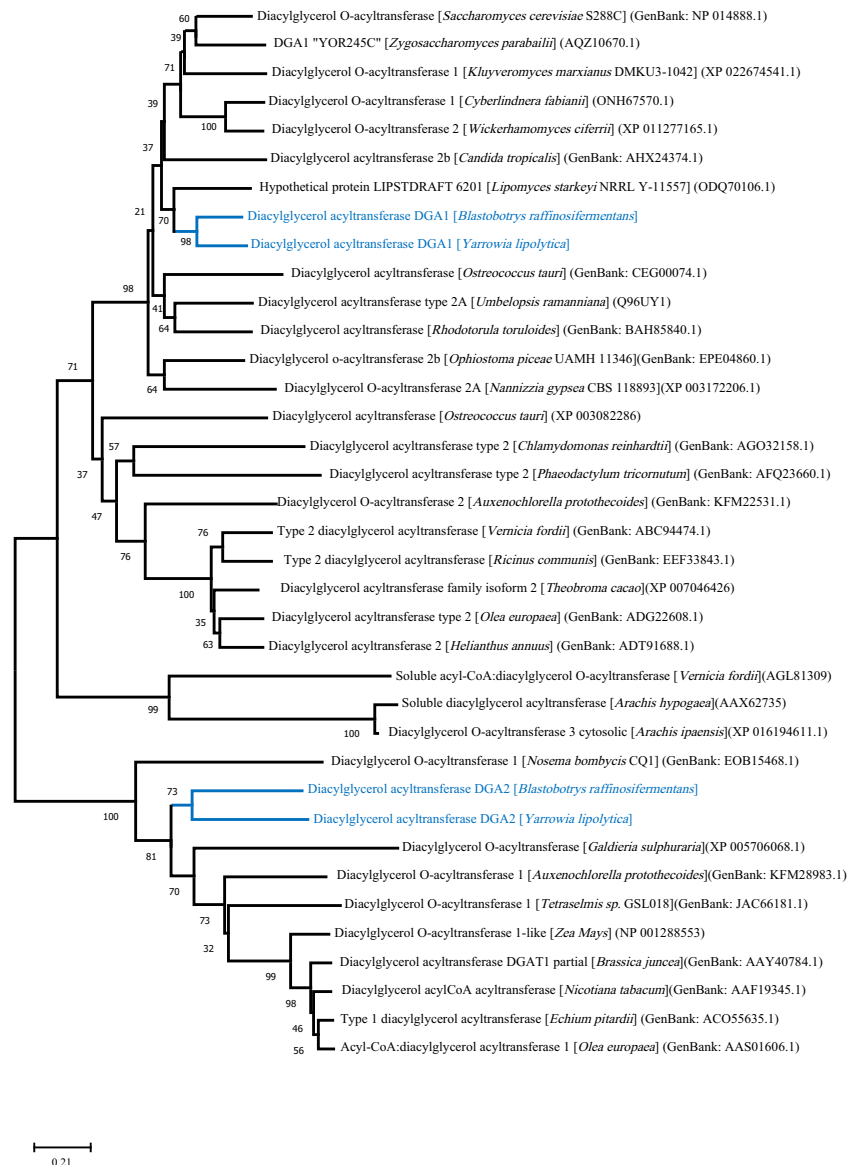 Diacylglycerol O-acyltransferase [Saccharomyces cerevisiae S288C] (GenBank: NP 014888.1)
60
39
DGA1 "YOR245C" [Zygosaccharomyces parabailii] (AQZ10670.1)
71
Diacylglycerol O-acyltransferase 1 [Kluyveromyces marxianus DMKU3-1042] (XP 022674541.1)
39
Diacylglycerol O-acyltransferase 1 [Cyberlindnera fabianii] (ONH67570.1)
100
Diacylglycerol O-acyltransferase 2 [Wickerhamomyces ciferrii] (XP 011277165.1)
37
Diacylglycerol acyltransferase 2b [Candida tropicalis] (GenBank: AHX24374.1)
Hypothetical protein LIPSTDRAFT 6201 [Lipomyces starkeyi NRRL Y-11557] (ODQ70106.1)
21
70
Diacylglycerol acyltransferase DGA1 [Blastobotrys raffinosifermentans]
98
Diacylglycerol acyltransferase DGA1 [Yarrowia lipolytica]
Diacylglycerol acyltransferase [Ostreococcus tauri] (GenBank: CEG00074.1)
98
41
Diacylglycerol acyltransferase type 2A [Umbelopsis ramanniana] (Q96UY1)
64
Diacylglycerol acyltransferase [Rhodotorula toruloides] (GenBank: BAH85840.1)
Diacylglycerol o-acyltransferase 2b [Ophiostoma piceae UAMH 11346](GenBank: EPE04860.1)
71
64
Diacylglycerol O-acyltransferase 2A [Nannizzia gypsea CBS 118893](XP 003172206.1)
Diacylglycerol acyltransferase [Ostreococcus tauri] (XP 003082286)
57
Diacylglycerol acyltransferase type 2 [Chlamydomonas reinhardtii] (GenBank: AGO32158.1)
37
Diacylglycerol acyltransferase type 2 [Phaeodactylum tricornutum] (GenBank: AFQ23660.1)
47
Diacylglycerol O-acyltransferase 2 [Auxenochlorella protothecoides] (GenBank: KFM22531.1)
76
Type 2 diacylglycerol acyltransferase [Vernicia fordii] (GenBank: ABC94474.1)
76
Type 2 diacylglycerol acyltransferase [Ricinus communis] (GenBank: EEF33843.1)
100
Diacylglycerol acyltransferase family isoform 2 [Theobroma cacao](XP 007046426)
35
Diacylglycerol acyltransferase type 2 [Olea europaea] (GenBank: ADG22608.1)
63
Diacylglycerol acyltransferase 2 [Helianthus annuus] (GenBank: ADT91688.1)
Soluble acyl-CoA:diacylglycerol O-acyltransferase [Vernicia fordii](AGL81309)
99
Soluble diacylglycerol acyltransferase [Arachis hypogaea](AAX62735)
100
Diacylglycerol O-acyltransferase 3 cytosolic [Arachis ipaensis](XP 016194611.1)
Diacylglycerol O-acyltransferase 1 [Nosema bombycis CQ1] (GenBank: EOB15468.1)
73
Diacylglycerol acyltransferase DGA2 [Blastobotrys raffinosifermentans]
100
Diacylglycerol acyltransferase DGA2 [Yarrowia lipolytica]
81
Diacylglycerol O-acyltransferase [Galdieria sulphuraria](XP 005706068.1)
70
Diacylglycerol O-acyltransferase 1 [Auxenochlorella protothecoides](GenBank: KFM28983.1)
73
Diacylglycerol O-acyltransferase 1 [Tetraselmis sp. GSL018](GenBank: JAC66181.1)
32
Diacylglycerol O-acyltransferase 1-like [Zea Mays] (NP 001288553)
99
Diacylglycerol acyltransferase DGAT1 partial [Brassica juncea](GenBank: AAY40784.1)
98
Diacylglycerol acylCoA acyltransferase [Nicotiana tabacum](GenBank: AAF19345.1)
46
Type 1 diacylglycerol acyltransferase [Echium pitardii] (GenBank: ACO55635.1)
56
Acyl-CoA:diacylglycerol acyltransferase 1 [Olea europaea] (GenBank: AAS01606.1)
0.21